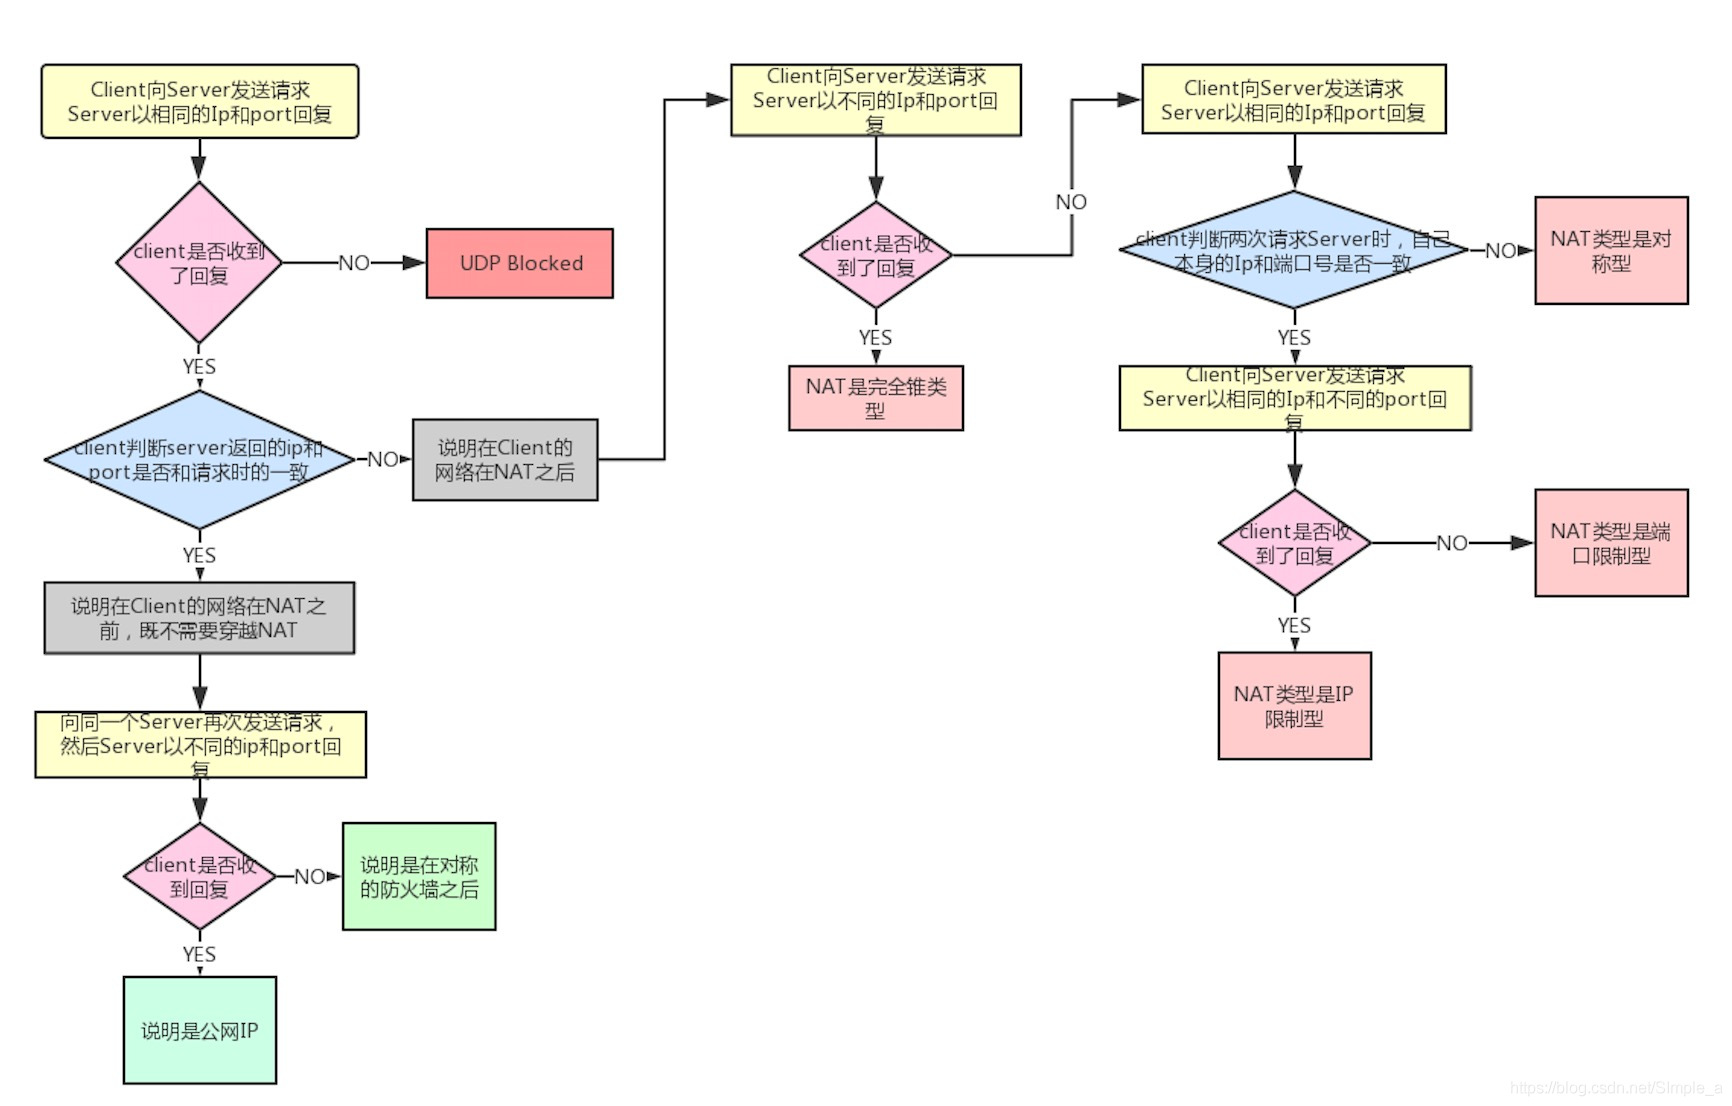 Client向Server发送请求
Server以相同的Ip和port回复
client是否收到
了回复
NO
UDP Blocked
YES
client判断server返回的ip和
port是否和请求时的一致
NO
说明在Client的
网络在NAT之后
YES
说明在Client的网络在NAT之
前，既不需要穿越NAT
向同一个Server再次发送请求，
然后Server以不同的ip和port回
复
client是否收
到回复
NO
说明是在对称
的防火墙之后
YES
说明是公网IP
Client向Server发送请求
Server以不同的Ip和port回
复
client是否收
到了回复
NO
YES
NAT是完全锥类
型
Client向Server发送请求
Server以相同的Ip和port回复
client判断两次请求Server时，自己
本身的Ip和端口号是否一致
NO
NAT类型是对
称型
YES
Client向Server发送请求
Server以相同的Ip和不同的port回
复
client是否收
到了回复
NO
NAT类型是端
口限制型
YES
NAT类型是IP
限制型
https://blog.csdn.net/SImple_a